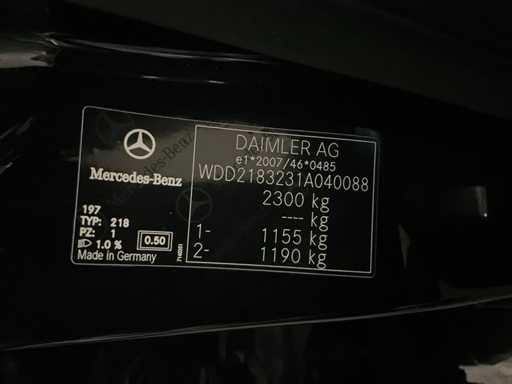 Mercedes-Benz
197
TYP: 218
PZ: 1
1.0 %
0.50
Made in Germany
DAIMLER AG
e1*2007/46*0485
WDD2183231A040088
2300 kg
---- kg
1- 1155 kg
2- 1190 kg